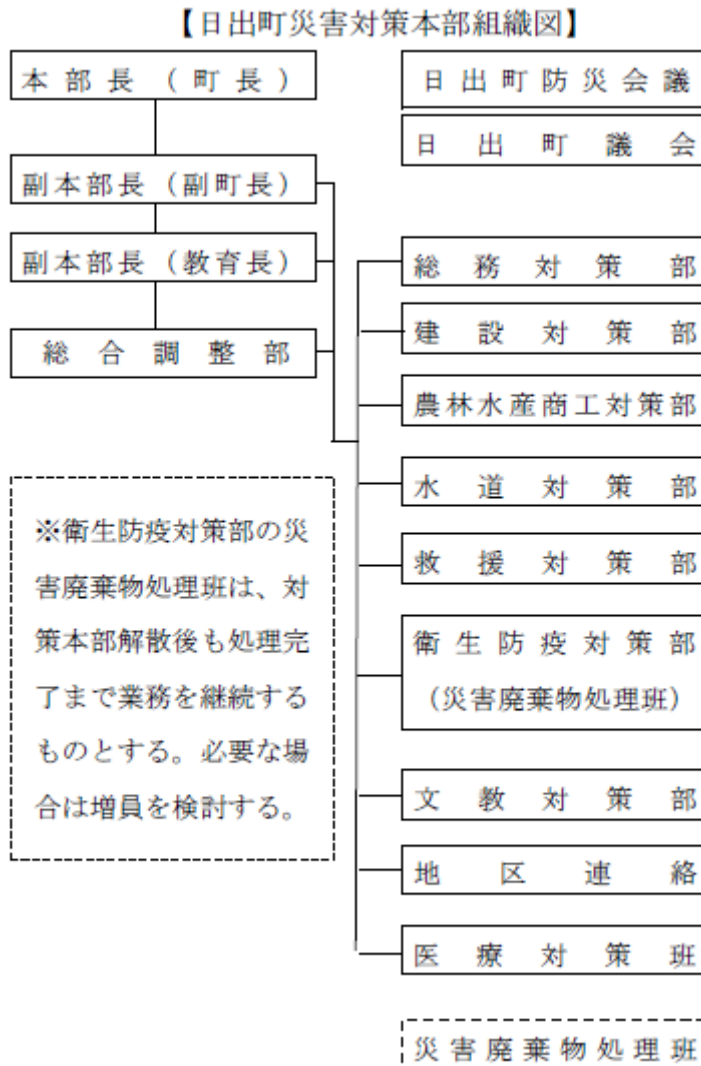 【日出町災害対策本部組織図】
本部長（町長）
副本部長（副町長）
副本部長（教育長）
総合調整部
※衛生防疫対策部の災
害廃棄物処理班は、対
策本部解散後も処理完
了まで業務を継続する
ものとする。必要な場
合は増員を検討する。
日出町防災会議
日出町議会
総務対策部
建設対策部
農林水産商工対策部
水道対策部
救援対策部
衛生防疫対策部
（災害廃棄物処理班）
文教対策部
地区連絡
医療対策班
災害廃棄物処理班